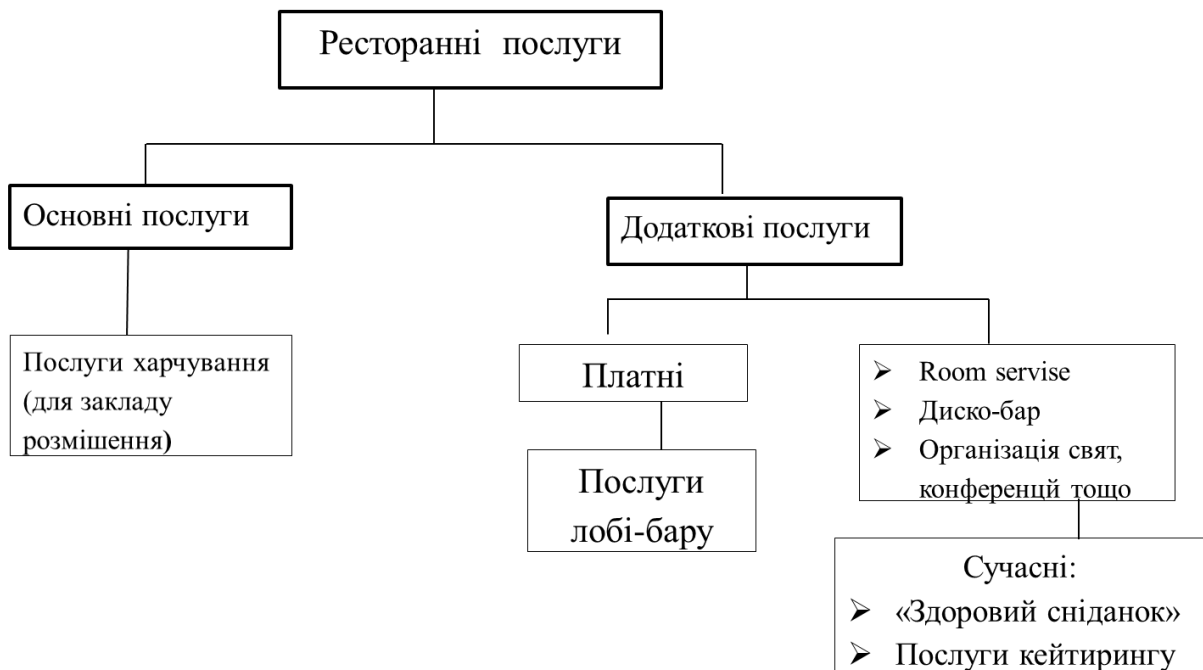 Ресторанні послуги
Основні послуги
Додаткові послуги
Послуги харчування
(для закладу
розмішення)
Платні
Послуги
лобі-бару
➢ Room servise
➢ Диско-бар
➢ Організація свят,
конференцй тощо
Сучасні:
➢ «Здоровий сніданок»
➢ Послуги кейтирингу